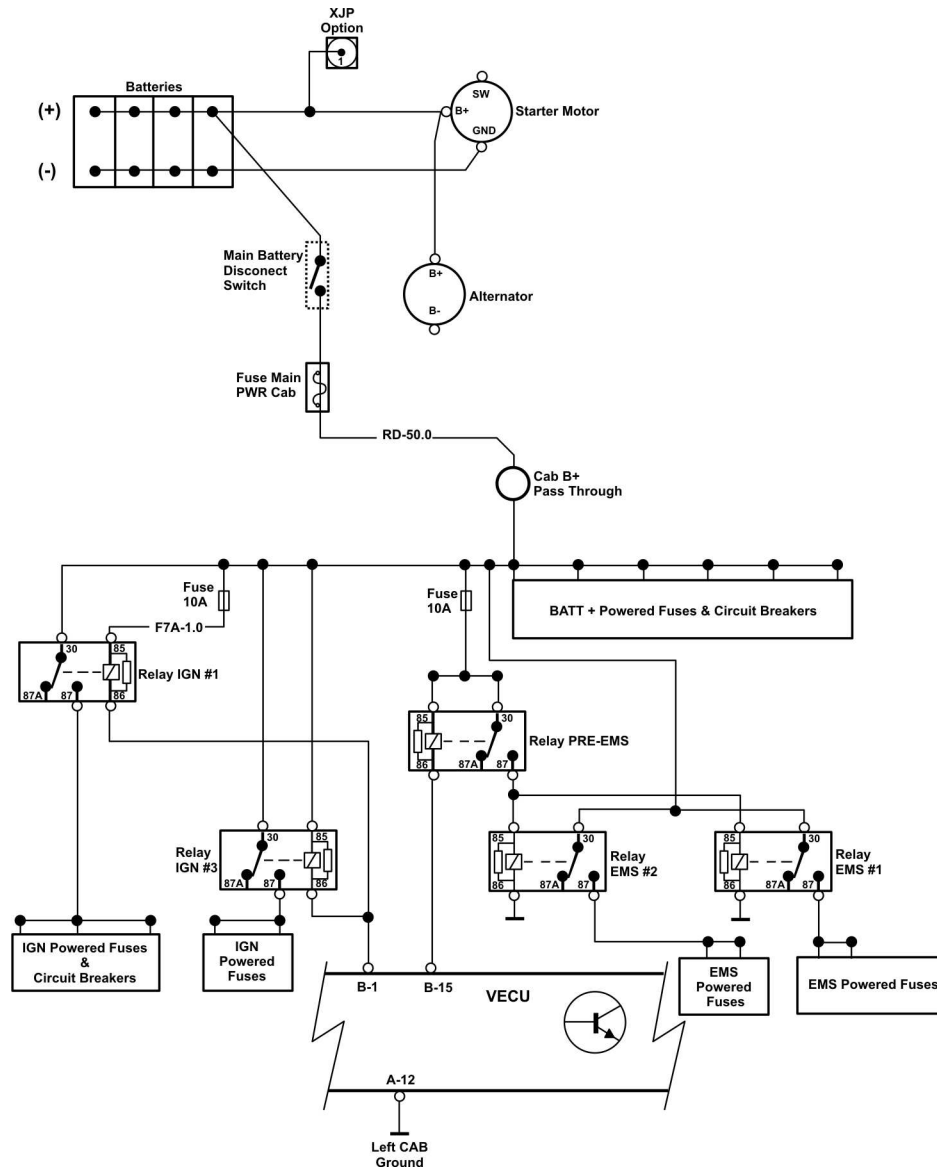 XJP
Option
1
Batteries
(+)
(-)
SW
B+
GND
Starter Motor
Main Battery
Disconect
Switch
B+
B-
Alternator
Fuse Main
PWR Cab
RD-50.0
Cab B+
Pass Through
Fuse
10A
Fuse
10A
BATT + Powered Fuses & Circuit Breakers
F7A-1.0
30
85
87A
87
86
Relay IGN #1
85
30
86
87A
87
Relay PRE-EMS
Relay
IGN #3
30
85
87A
87
86
85
30
86
87A
87
Relay
EMS #2
85
30
86
87A
87
Relay
EMS #1
IGN Powered Fuses
&
Circuit Breakers
IGN
Powered
Fuses
B-1
B-15
VECU
EMS
Powered
Fuses
EMS Powered Fuses
A-12
Left CAB
Ground